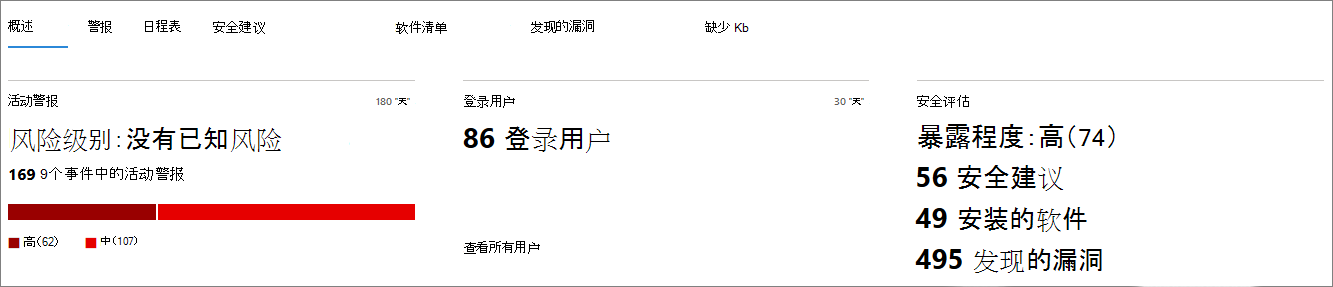 概述 警报 日程表 安全建议 软件清单 发现的漏洞 缺少 Kb
活动警报 180 "天"
风险级别:没有已知风险
169 9个事件中的活动警报
高(62) 中(107)
登录用户 30 "天"
86 登录用户
查看所有用户
安全评估
暴露程度:高(74)
56 安全建议
49 安装的软件
495 发现的漏洞